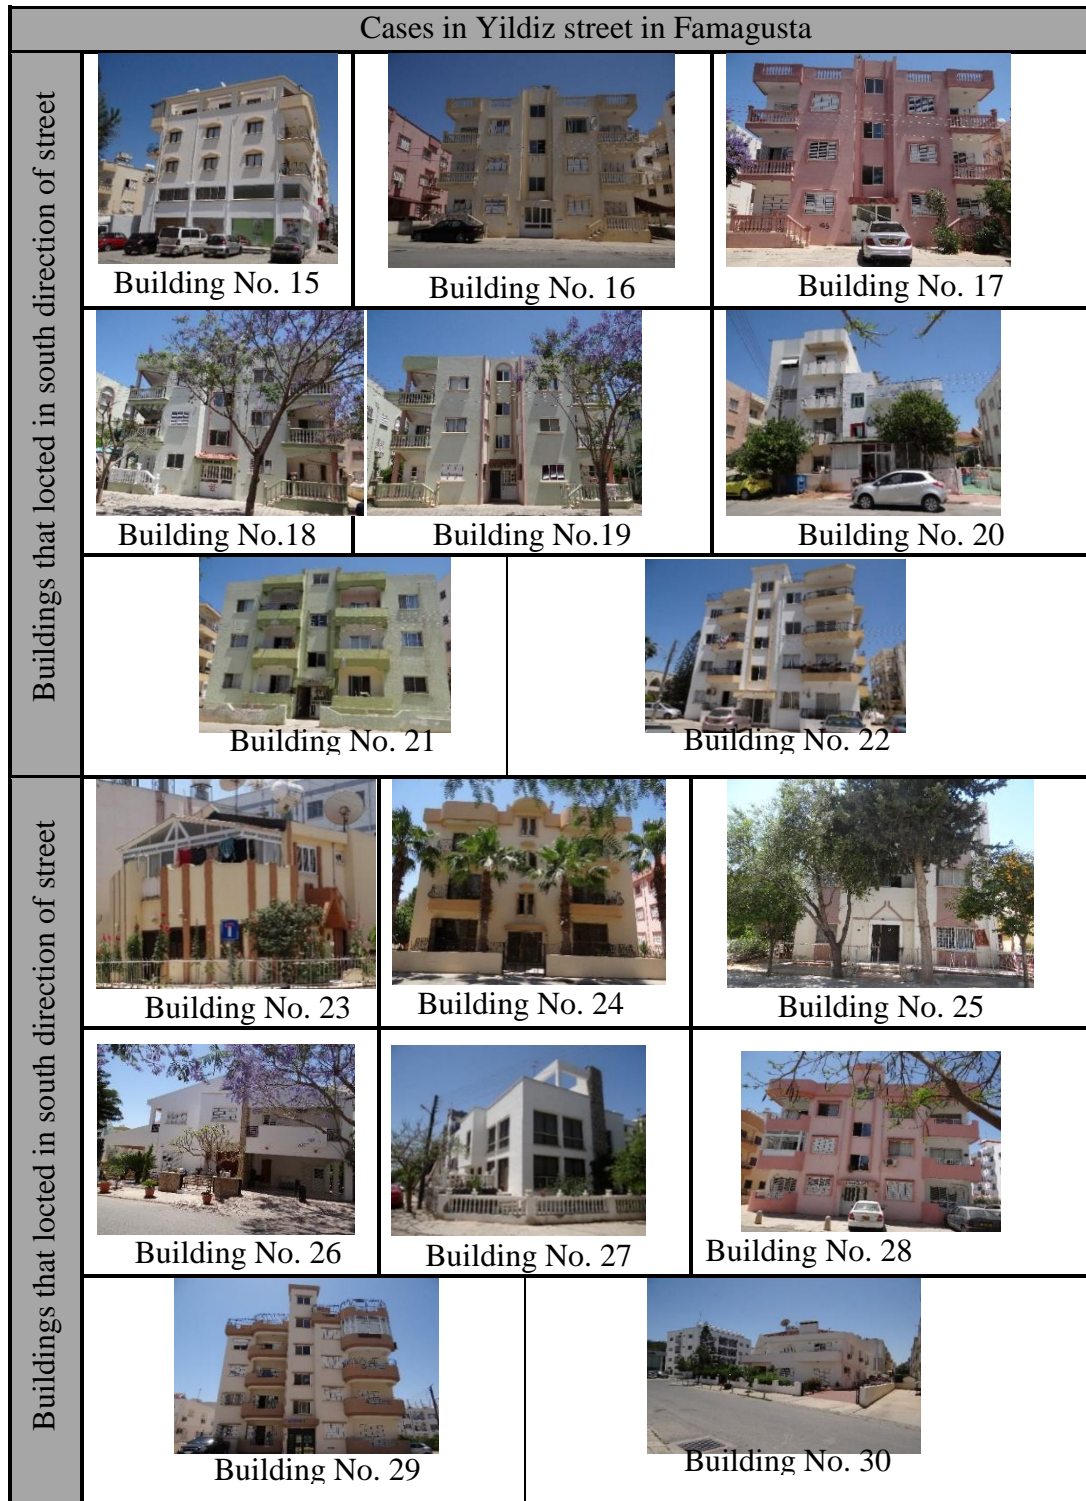 Cases in Yildiz street in Famagusta
Buildings that locted in south direction of street
Building No. 15
Building No. 16
Building No. 17
Building No.18
Building No.19
Building No. 20
Building No. 21
Building No. 22
Buildings that locted in south direction of street
Building No. 23
Building No. 24
Building No. 25
Building No. 26
Building No. 27
Building No. 28
Building No. 29
Building No. 30